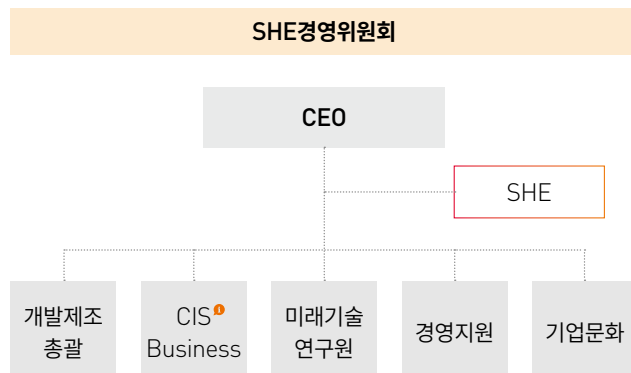 SHE경영위원회
CEO
SHE
개발제조
총괄
CIS
Business
미래기술
연구원
경영지원
기업문화